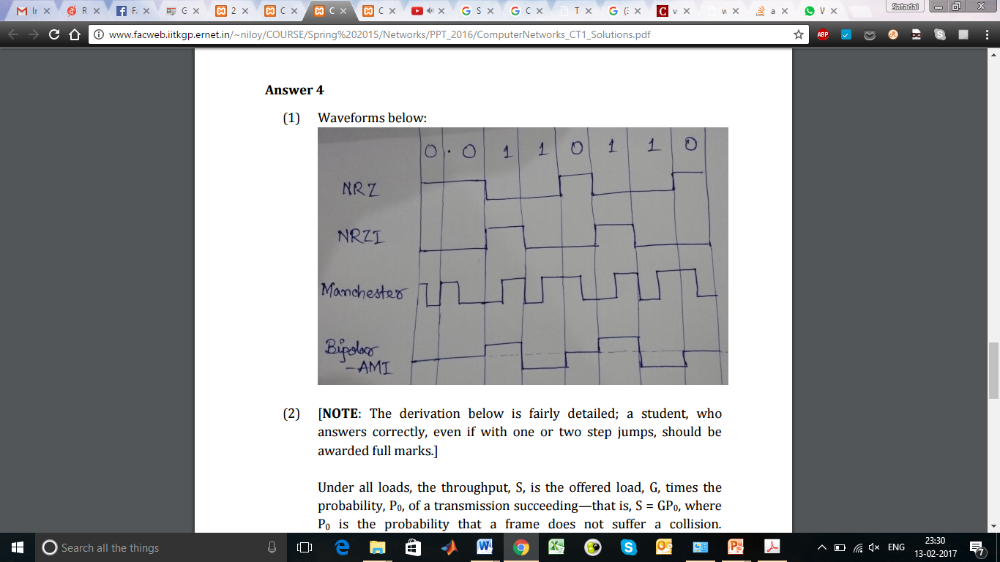 Ir
R
F
G
2
C
C
C
S
C
T
(:
C v
w
a
V
Satadal
www.facweb.iitkgp.ernet.in/~niloy/COURSE/Spring%202015/Networks/PPT_2016/ComputerNetworks_CT1_Solutions.pdf
ABP
Answer 4
(1) Waveforms below:
0 . 0 1 1 0 1 1 0
NRZ
NRZI
Manchester
Bipolar
-AMI
(2) [NOTE: The derivation below is fairly detailed; a student, who
answers correctly, even if with one or two step jumps, should be
awarded full marks.]
Under all loads, the throughput, S, is the offered load, G, times the
probability, P₀, of a transmission succeeding—that is, S = GP₀, where
P₀ is the probability that a frame does not suffer a collision.
Search all the things
ENG
23:30
13-02-2017
7